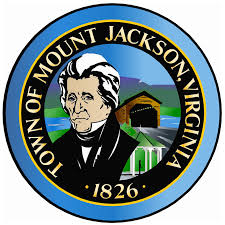 TOWN OF MOUNT JACKSON VIRGINIA
· 1826 ·